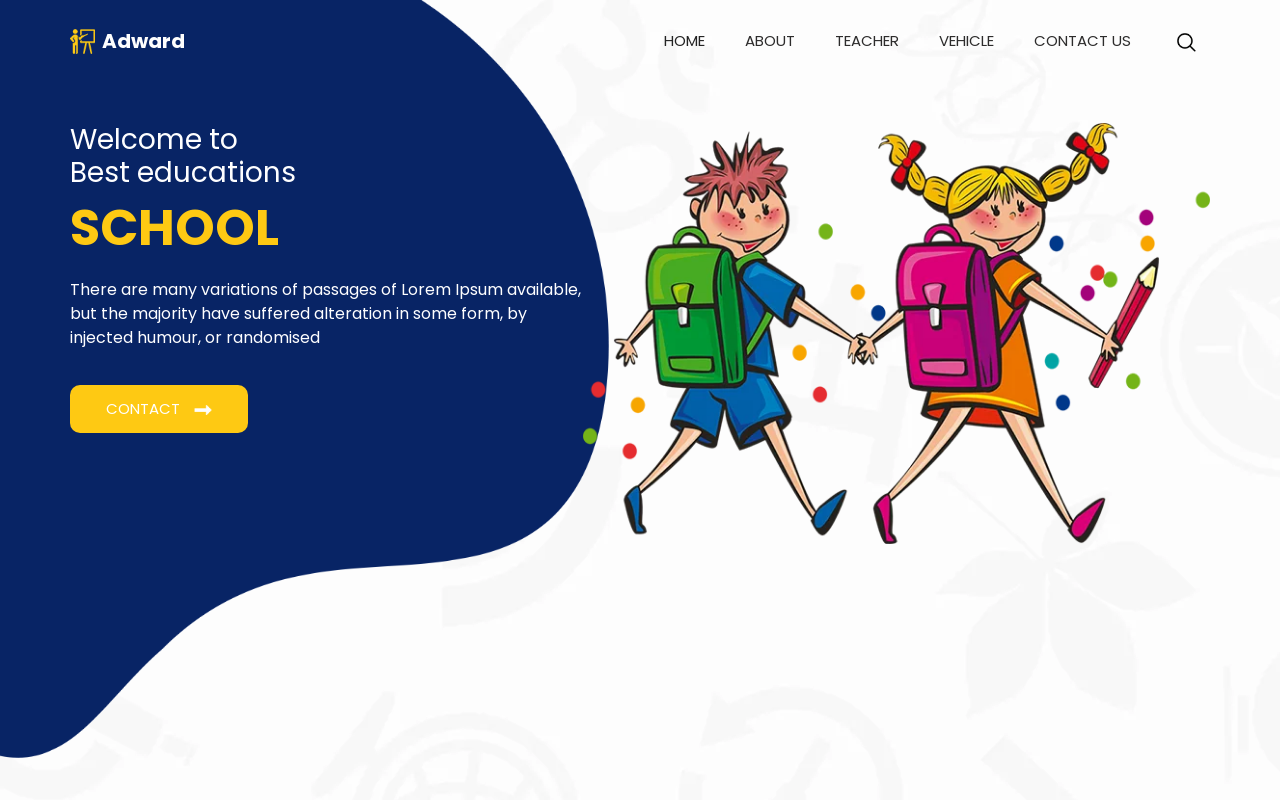 Adward
HOME
ABOUT
TEACHER
VEHICLE
CONTACT US
Welcome to
Best educations
SCHOOL
There are many variations of passages of Lorem Ipsum available,
but the majority have suffered alteration in some form, by
injected humour, or randomised
CONTACT